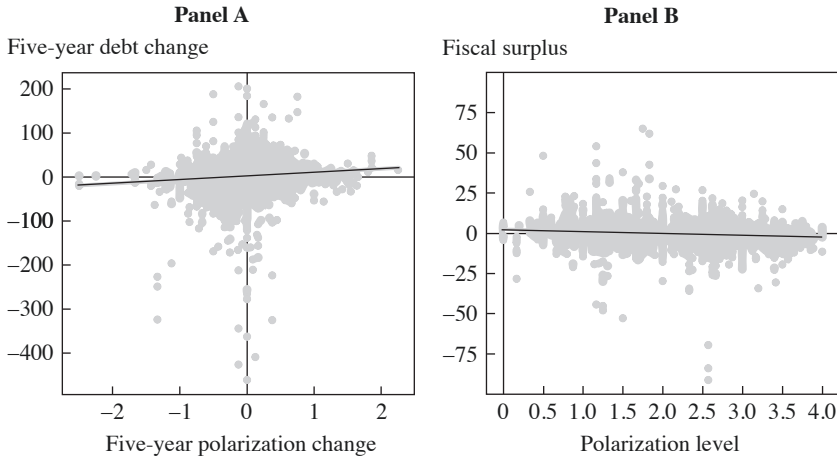 Panel A
Five-year debt change
200
100
0
−100
−200
−300
−400
−2 −1 0 1 2
Five-year polarization change
Panel B
Fiscal surplus
75
50
25
0
−25
−50
−75
0 0.5 1.0 1.5 2.0 2.5 3.0 3.5 4.0
Polarization level